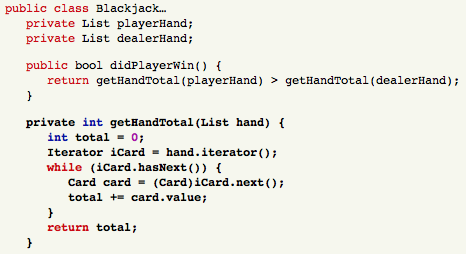 public class Blackjack…
private List playerHand;
private List dealerHand;
public bool didPlayerWin() {
return getHandTotal(playerHand) > getHandTotal(dealerHand);
}
private int getHandTotal(List hand) {
int total = 0;
Iterator iCard = hand.iterator();
while (iCard.hasNext()) {
Card card = (Card)iCard.next();
total += card.value;
}
return total;
}